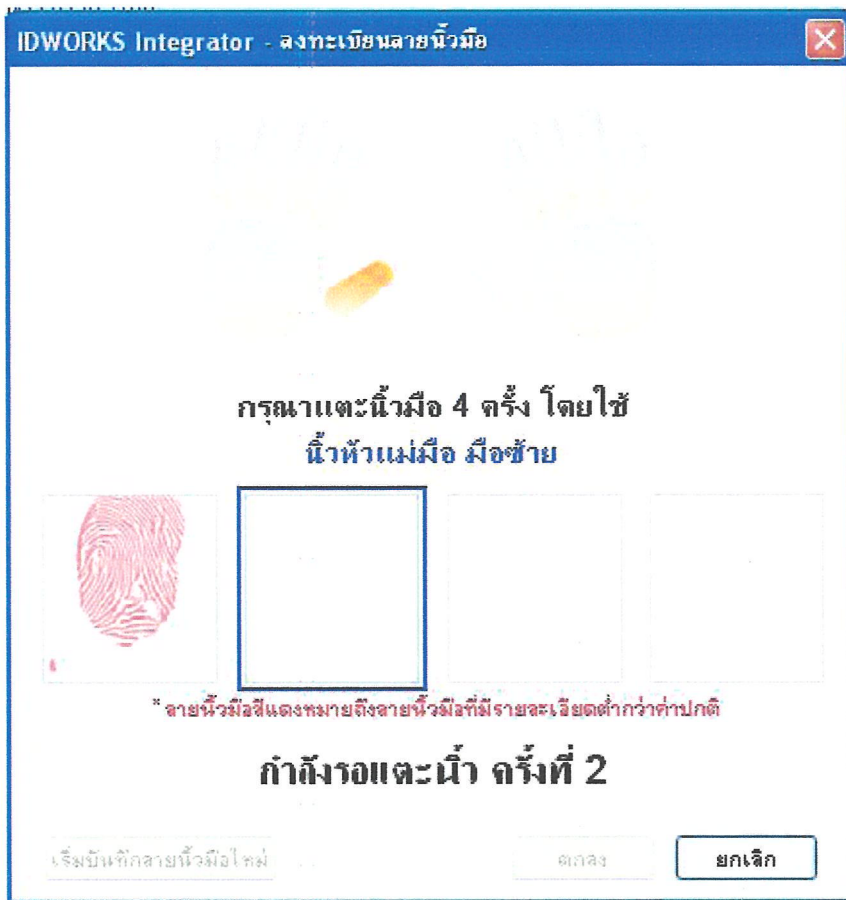 IDWORKS Integrator - ลงทะเบียนลายนิ้วมือ
กรุณาแตะนิ้วมือ 4 ครั้ง โดยใช้
นิ้วหัวแม่มือ มือซ้าย
* ลายนิ้วมือสีแดงหมายถึงลายนิ้วมือที่มีรายละเอียดต่ำกว่าค่าปกติ
กำลังรอแตะนิ้ว ครั้งที่ 2
เริ่มบันทึกลายนิ้วมือใหม่ ตกลง ยกเลิก